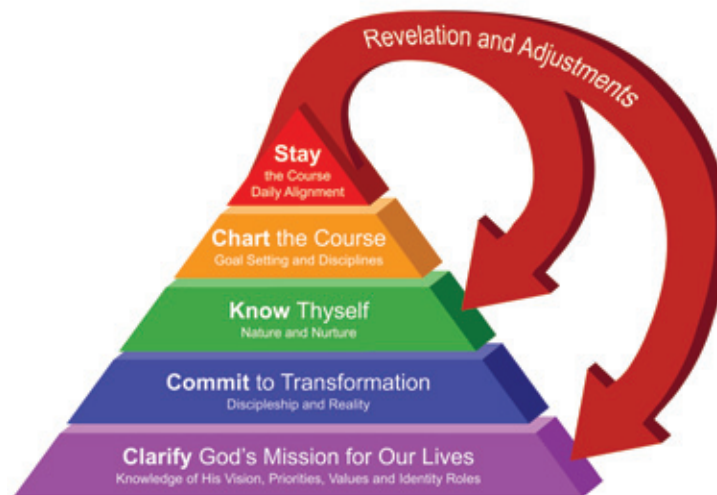 Revelation and Adjustments
Stay
the Course
Daily Alignment
Chart the Course
Goal Setting and Disciplines
Know Thyself
Nature and Nurture
Commit to Transformation
Discipleship and Reality
Clarify God's Mission for Our Lives
Knowledge of His Vision, Priorities, Values and Identity Roles